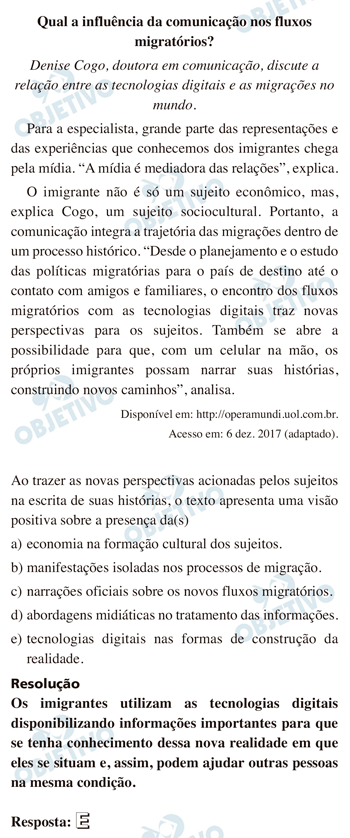 Qual a influência da comunicação nos fluxos
migratórios?
Denise Cogo, doutora em comunicação, discute a
relação entre as tecnologias digitais e as migrações no
mundo.
Para a especialista, grande parte das representações e
das experiências que conhecemos dos imigrantes chega
pela mídia. “A mídia é mediadora das relações”, explica.
O imigrante não é só um sujeito econômico, mas,
explica Cogo, um sujeito sociocultural. Portanto, a
comunicação integra a trajetória das migrações dentro de
um processo histórico. “Desde o planejamento e o estudo
das políticas migratórias para o país de destino até o
contato com amigos e familiares, o encontro dos fluxos
migratórios com as tecnologias digitais traz novas
perspectivas para os sujeitos. Também se abre a
possibilidade para que, com um celular na mão, os
próprios imigrantes possam narrar suas histórias,
construindo novos caminhos”, analisa.
Disponível em: http://operamundi.uol.com.br.
Acesso em: 6 dez. 2017 (adaptado).
Ao trazer as novas perspectivas acionadas pelos sujeitos
na escrita de suas histórias, o texto apresenta uma visão
positiva sobre a presença da(s)
a) economia na formação cultural dos sujeitos.
b) manifestações isoladas nos processos de migração.
c) narrações oficiais sobre os novos fluxos migratórios.
d) abordagens midiáticas no tratamento das informações.
e) tecnologias digitais nas formas de construção da
realidade.
Resolução
Os imigrantes utilizam as tecnologias digitais
disponibilizando informações importantes para que
se tenha conhecimento dessa nova realidade em que
eles se situam e, assim, podem ajudar outras pessoas
na mesma condição.
Resposta: E